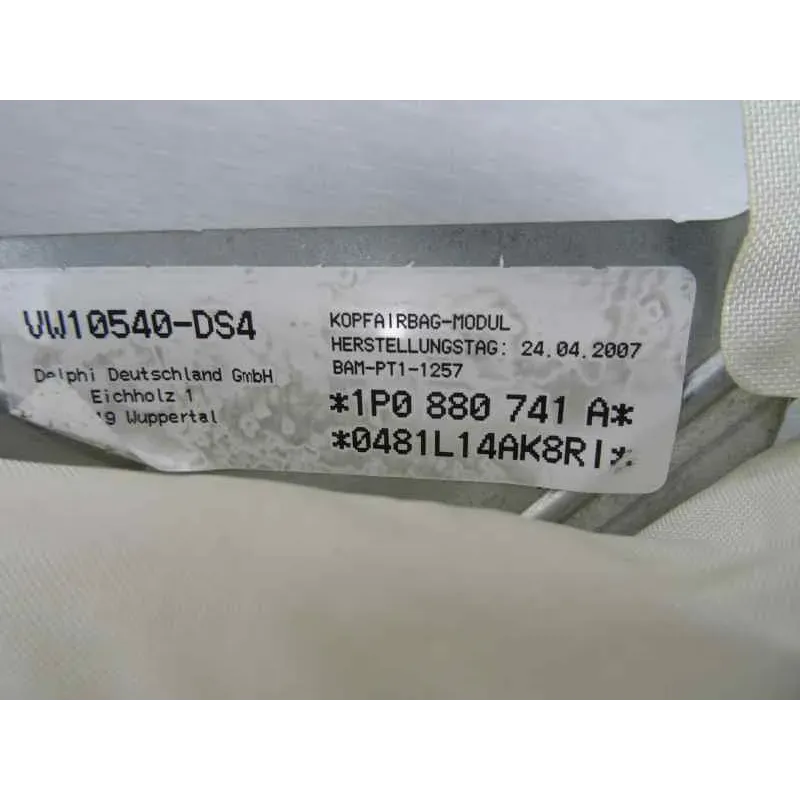 VW10540-DS4
Delphi Deutschland GmbH
Eichholz 1
Wuppertal
KOPFAIRBAG-MODUL
HERSTELLUNGSTAG: 24.04.2007
BAM-PT1-1257
*1P0 880 741 A*
*0481L14AK8RI*